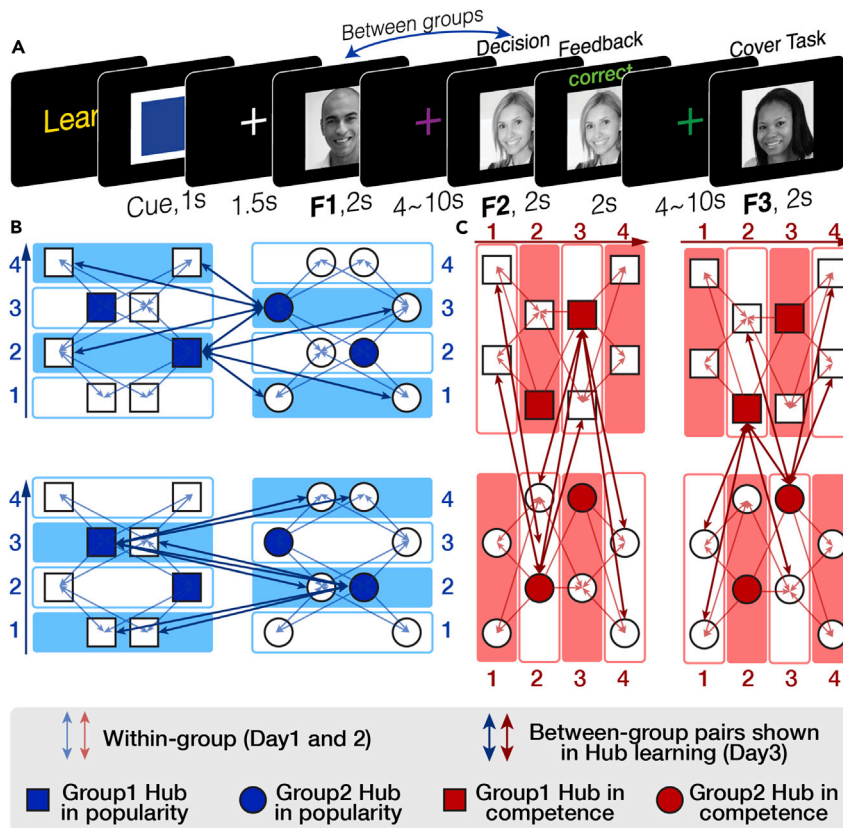 A
Between groups
Decision
Feedback
Cover Task
Lear
correct
Cue, 1s
1.5s
F1, 2s
4~10s
F2, 2s
2s
4~10s
F3, 2s
B
4
3
2
1
4
3
2
1
4
3
2
1
4
3
2
1
C
1 2 3 4
1 2 3 4
1 2 3 4
1 2 3 4
Within-group (Day1 and 2)
Between-group pairs shown
in Hub learning (Day3)
Group1 Hub
in popularity
Group2 Hub
in popularity
Group1 Hub in
competence
Group2 Hub in
competence